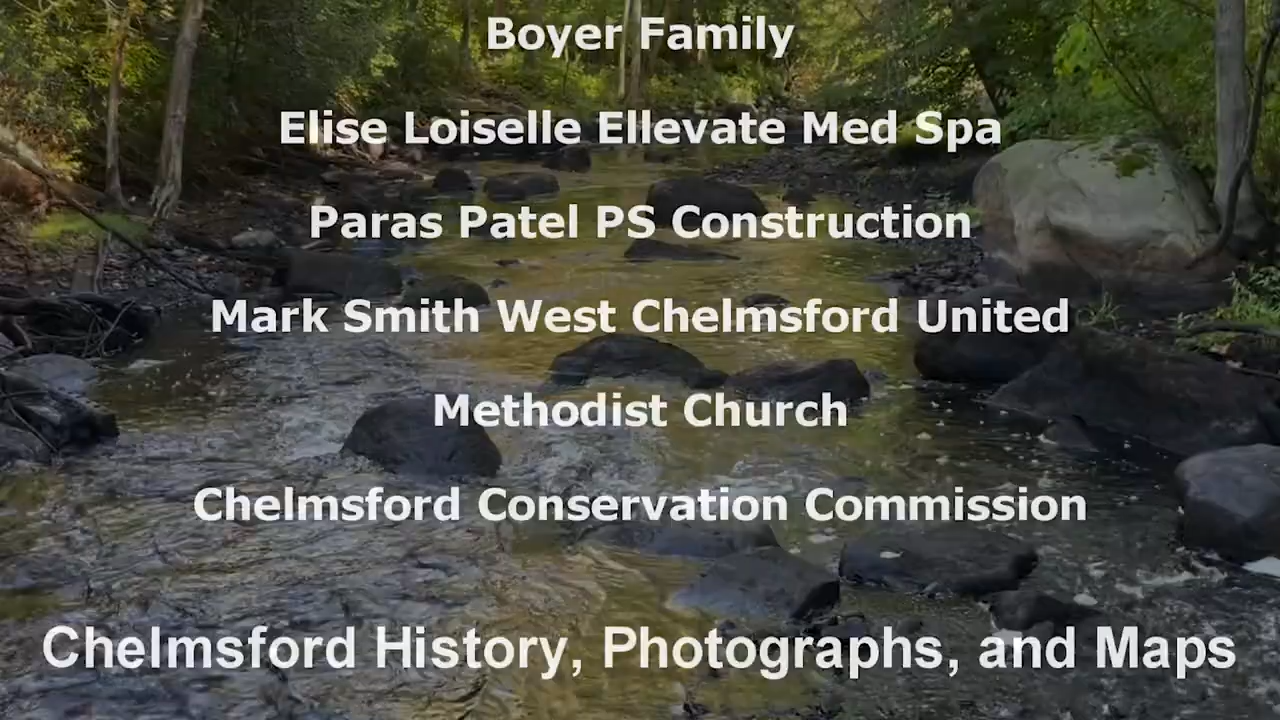 Boyer Family
Elise Loiselle Ellevate Med Spa
Paras Patel PS Construction
Mark Smith West Chelmsford United
Methodist Church
Chelmsford Conservation Commission
Chelmsford History, Photographs, and Maps